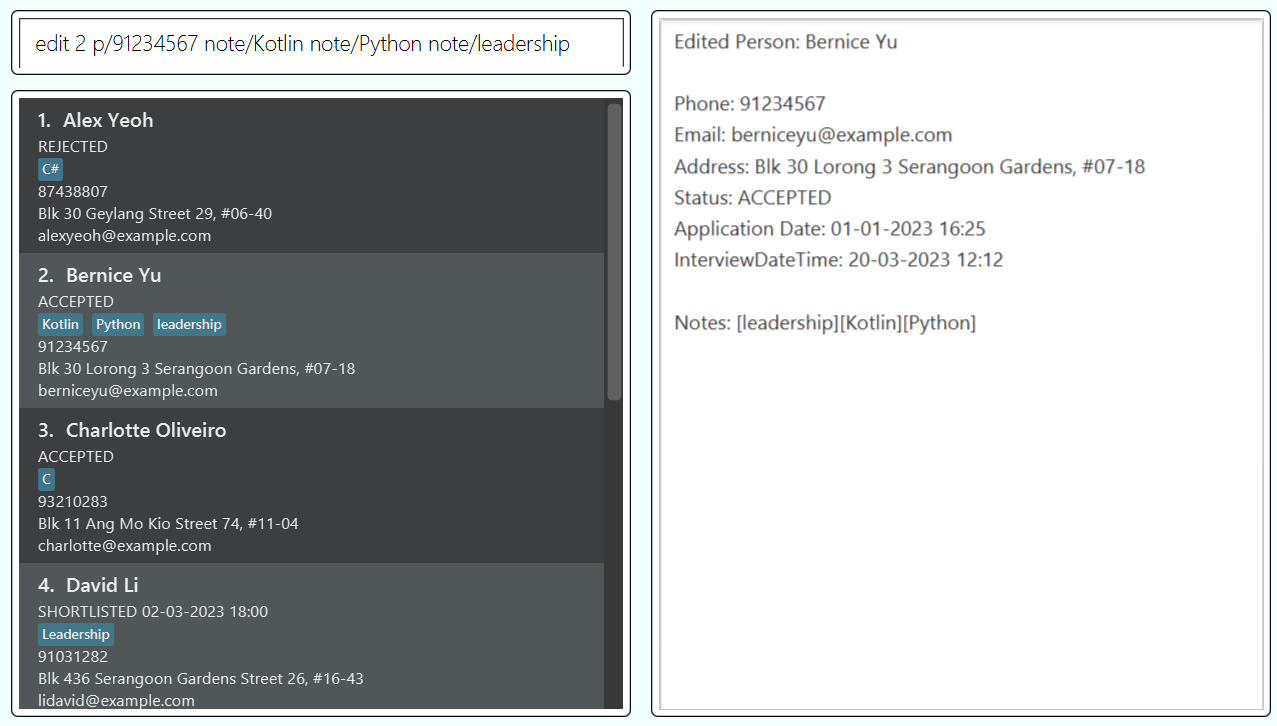 edit 2 p/91234567 note/Kotlin note/Python note/leadership
1. Alex Yeoh
REJECTED
C#
87438807
Blk 30 Geylang Street 29, #06-40
alexyeoh@example.com
2. Bernice Yu
ACCEPTED
Kotlin Python leadership
91234567
Blk 30 Lorong 3 Serangoon Gardens, #07-18
berniceyu@example.com
3. Charlotte Oliveiro
ACCEPTED
C
93210283
Blk 11 Ang Mo Kio Street 74, #11-04
charlotte@example.com
4. David Li
SHORTLISTED 02-03-2023 18:00
Leadership
91031282
Blk 436 Serangoon Gardens Street 26, #16-43
lidavid@example.com
Edited Person: Bernice Yu
Phone: 91234567
Email: berniceyu@example.com
Address: Blk 30 Lorong 3 Serangoon Gardens, #07-18
Status: ACCEPTED
Application Date: 01-01-2023 16:25
InterviewDateTime: 20-03-2023 12:12
Notes: [leadership][Kotlin][Python]